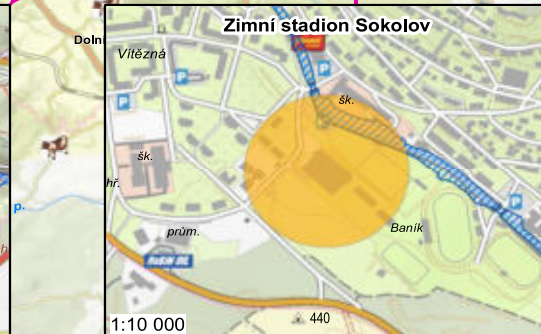 Zimní stadion Sokolov
Dolní
Vítězná
P
P
P
šk.
šk.
hř.
p.
P
Baník
prům.
1:10 000
440